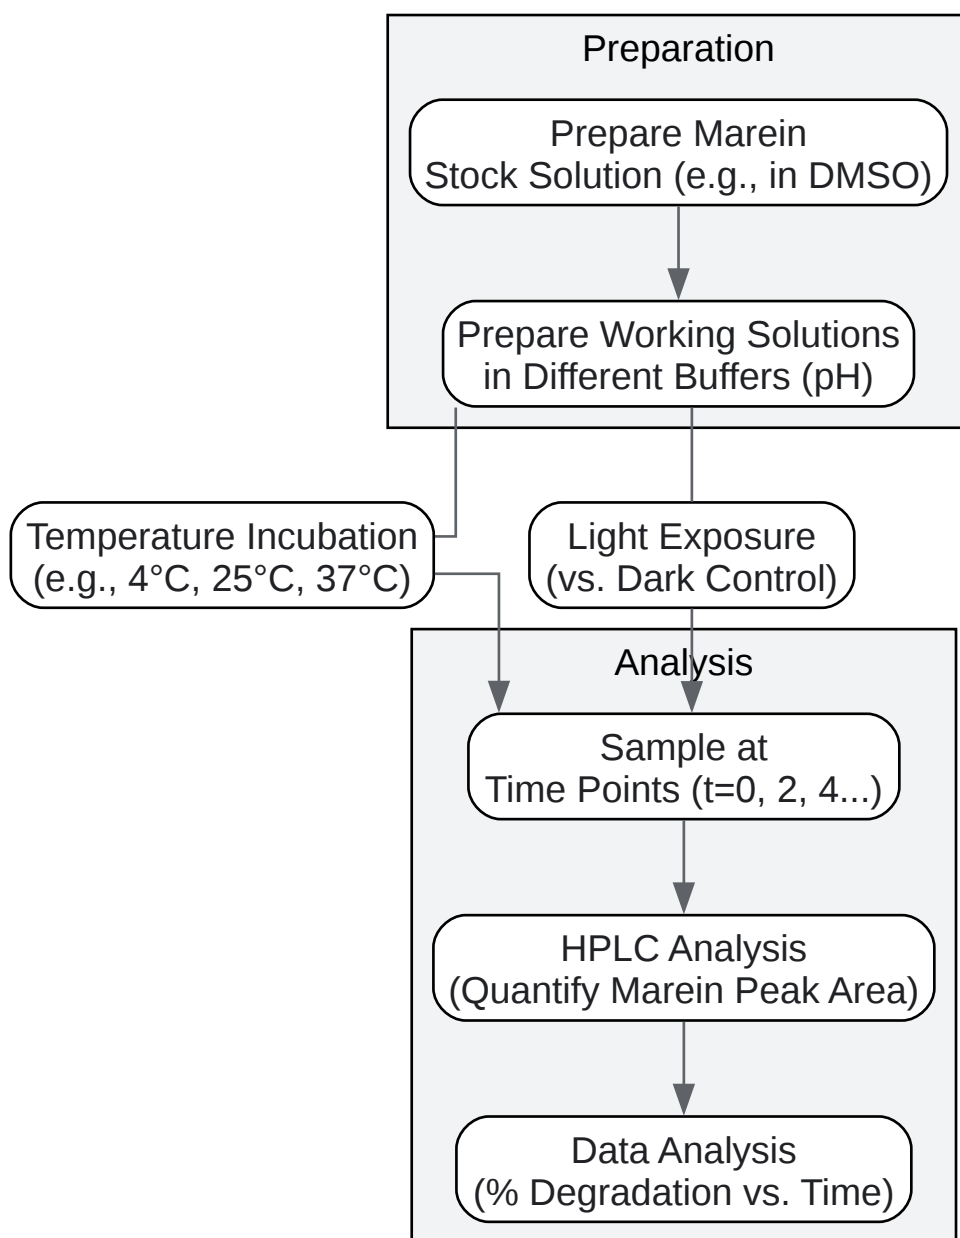 Preparation
Prepare Marein
Stock Solution (e.g., in DMSO)
Prepare Working Solutions
in Different Buffers (pH)
Temperature Incubation
(e.g., 4°C, 25°C, 37°C)
Light Exposure
(vs. Dark Control)
Analysis
Sample at
Time Points (t=0, 2, 4...)
HPLC Analysis
(Quantify Marein Peak Area)
Data Analysis
(% Degradation vs. Time)